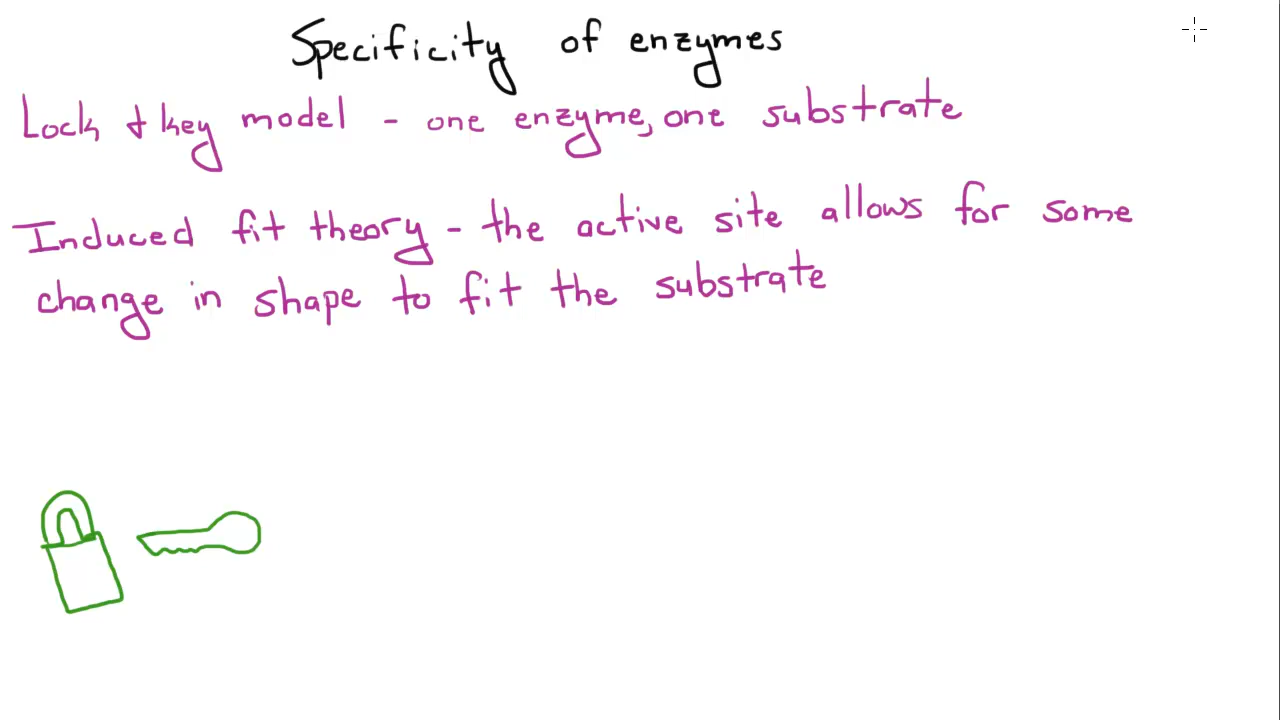 Specificity of enzymes
Lock + key model - one enzyme, one substrate
Induced fit theory - the active site allows for some
change in shape to fit the substrate